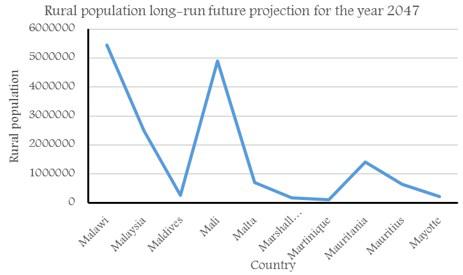 Rural population long-run future projection for the year 2047
6000000
5000000
4000000
3000000
2000000
1000000
0
Rural population
Malawi
Malaysia
Maldives
Mali
Malta
Marshall...
Martinique
Mauritania
Mauritius
Mayotte
Country